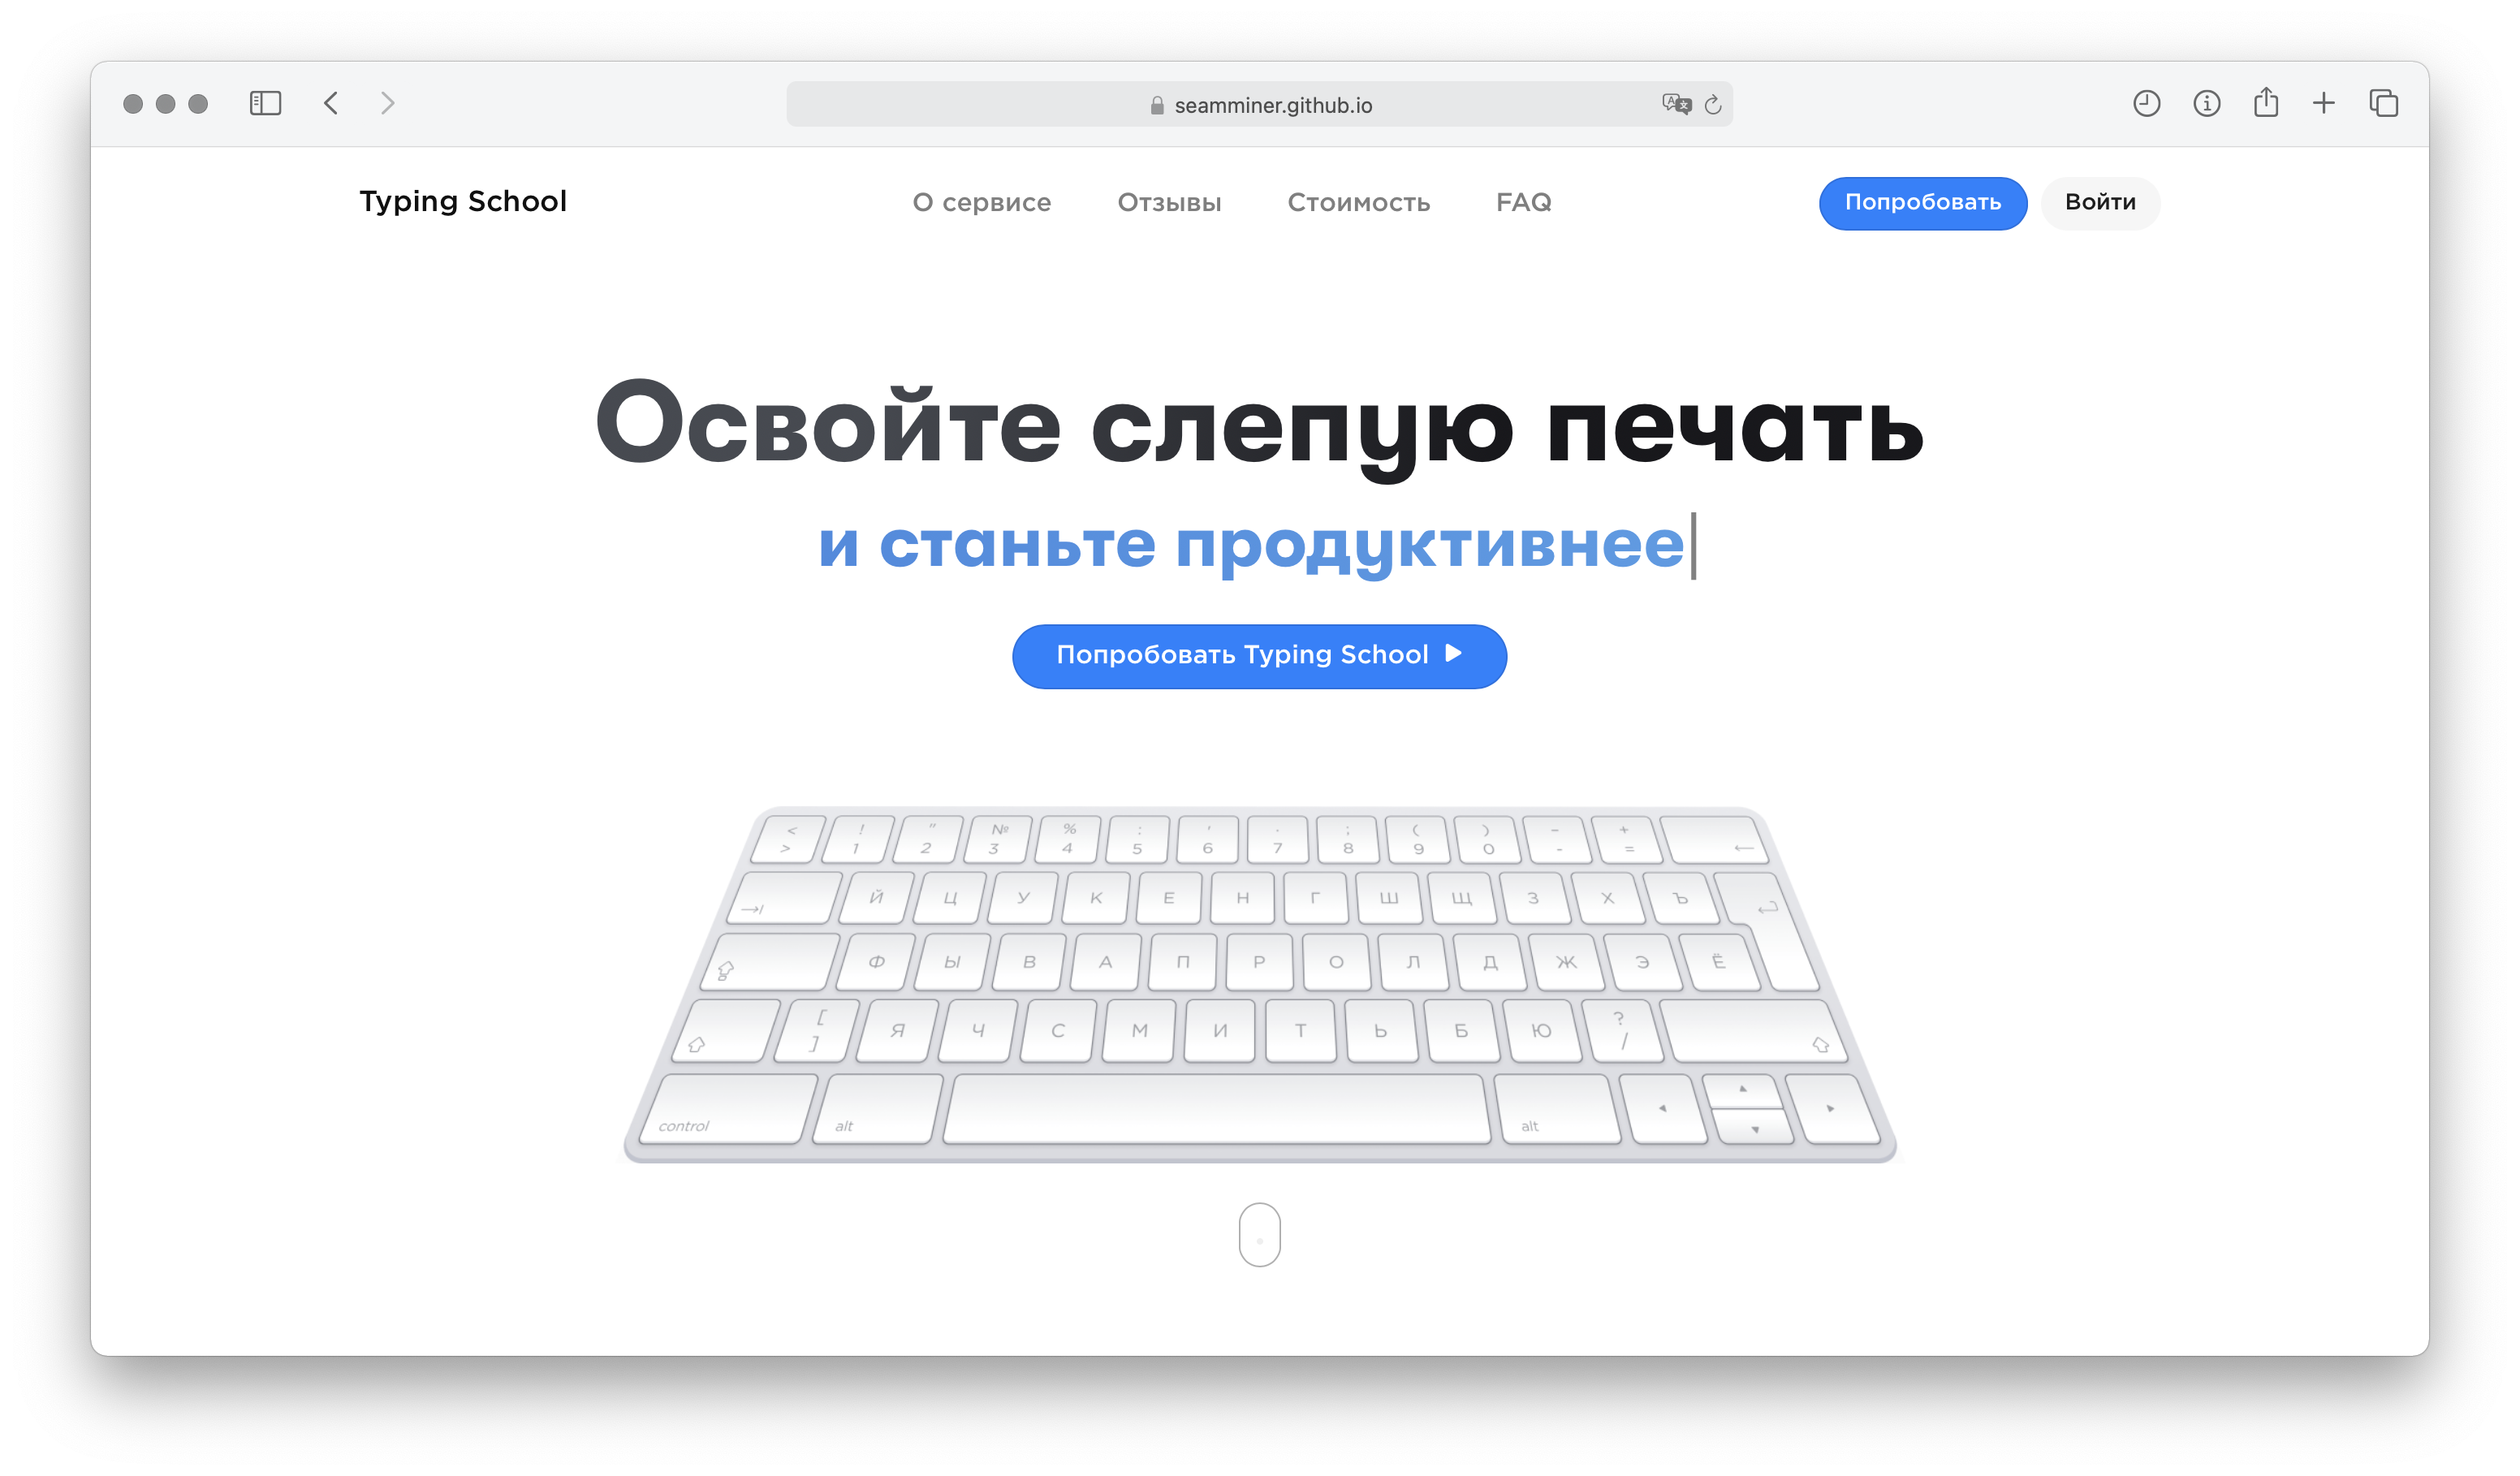 seamminer.github.io
Typing School О сервисе Отзывы Стоимость FAQ Попробовать Войти
Освойте слепую печать
и станьте продуктивнее
Попробовать Typing School
< ! " № % : , . ; ( ) – +
> 1 2 3 4 5 6 7 8 9 0 - =
Й Ц У К Е Н Г Ш Щ З Х Ъ
Ф Ы В А П Р О Л Д Ж Э Ё
[ ?
] Я Ч С М И Т Ь Б Ю /
control alt alt